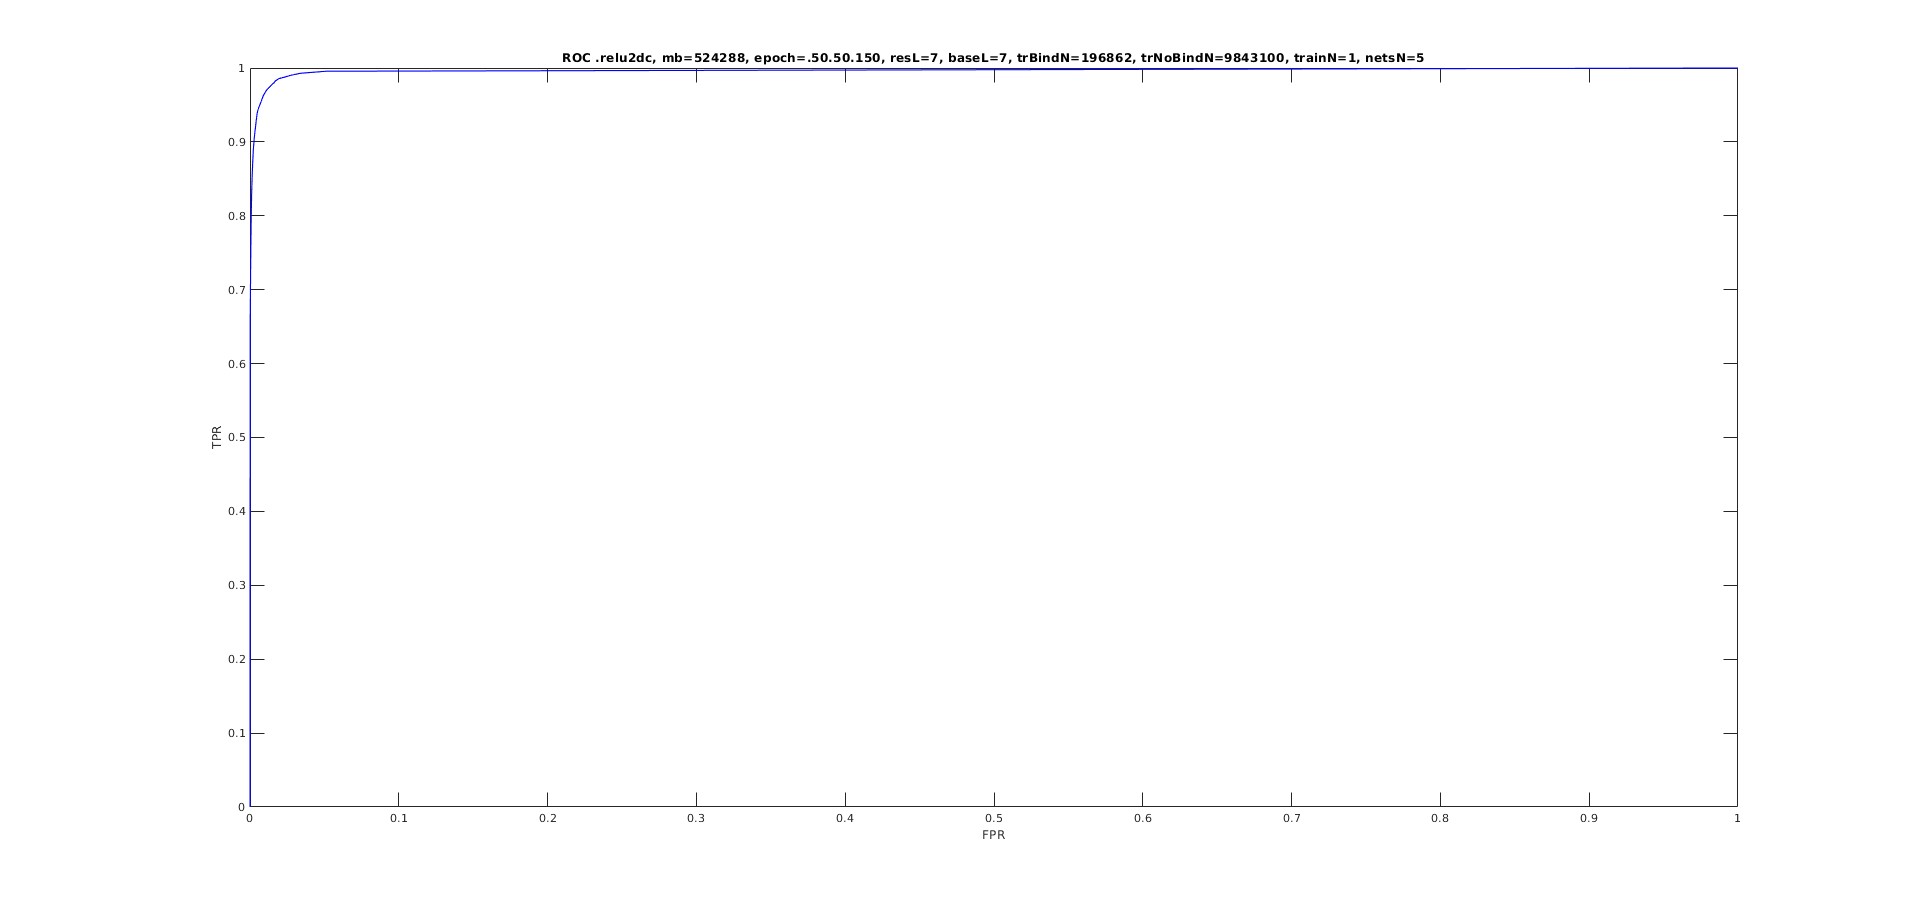 ROC .relu2dc, mb=524288, epoch=.50.50.150, resL=7, baseL=7, trBindN=196862, trNoBindN=9843100, trainN=1, netsN=5
1
0.9
0.8
0.7
0.6
0.5
0.4
0.3
0.2
0.1
0
TPR
0 0.1 0.2 0.3 0.4 0.5 0.6 0.7 0.8 0.9 1
FPR